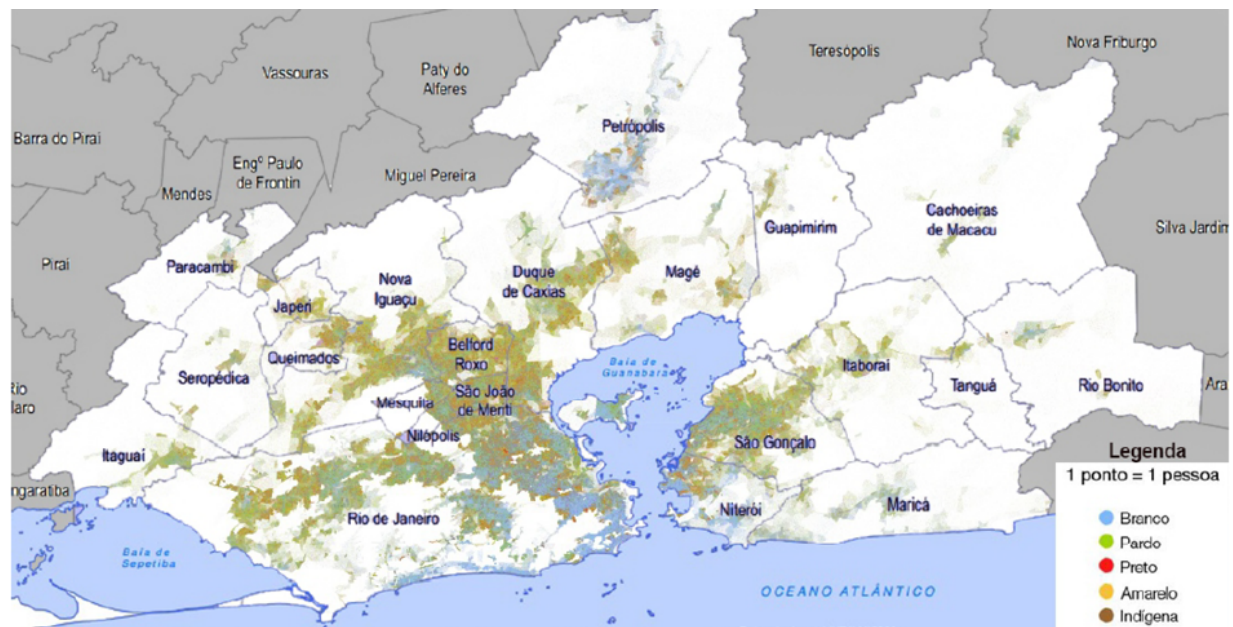 Teresópolis
Nova Friburgo
Vassouras
Paty do
Alferes
Barra do Piraí
Petrópolis
Engº Paulo
de Frontin
Miguel Pereira
Mendes
Cachoeiras
de Macacu
Guapimirim
Silva Jardim
Piraí
Paracambi
Nova
Iguaçu
Duque
de Caxias
Magé
Japeri
Belford
Roxo
Queimados
Baía de
Guanabara
Itaboraí
Seropédica
Tanguá
Rio Bonito
Rio
laro
Ara
São João
de Meriti
Mesquita
Nilópolis
São Gonçalo
Itaguaí
ngaratiba
Rio de Janeiro
Niterói
Maricá
Baía de
Sepetiba
OCEANO ATLÂNTICO
Legenda
1 ponto = 1 pessoa
Branco
Pardo
Preto
Amarelo
Indígena